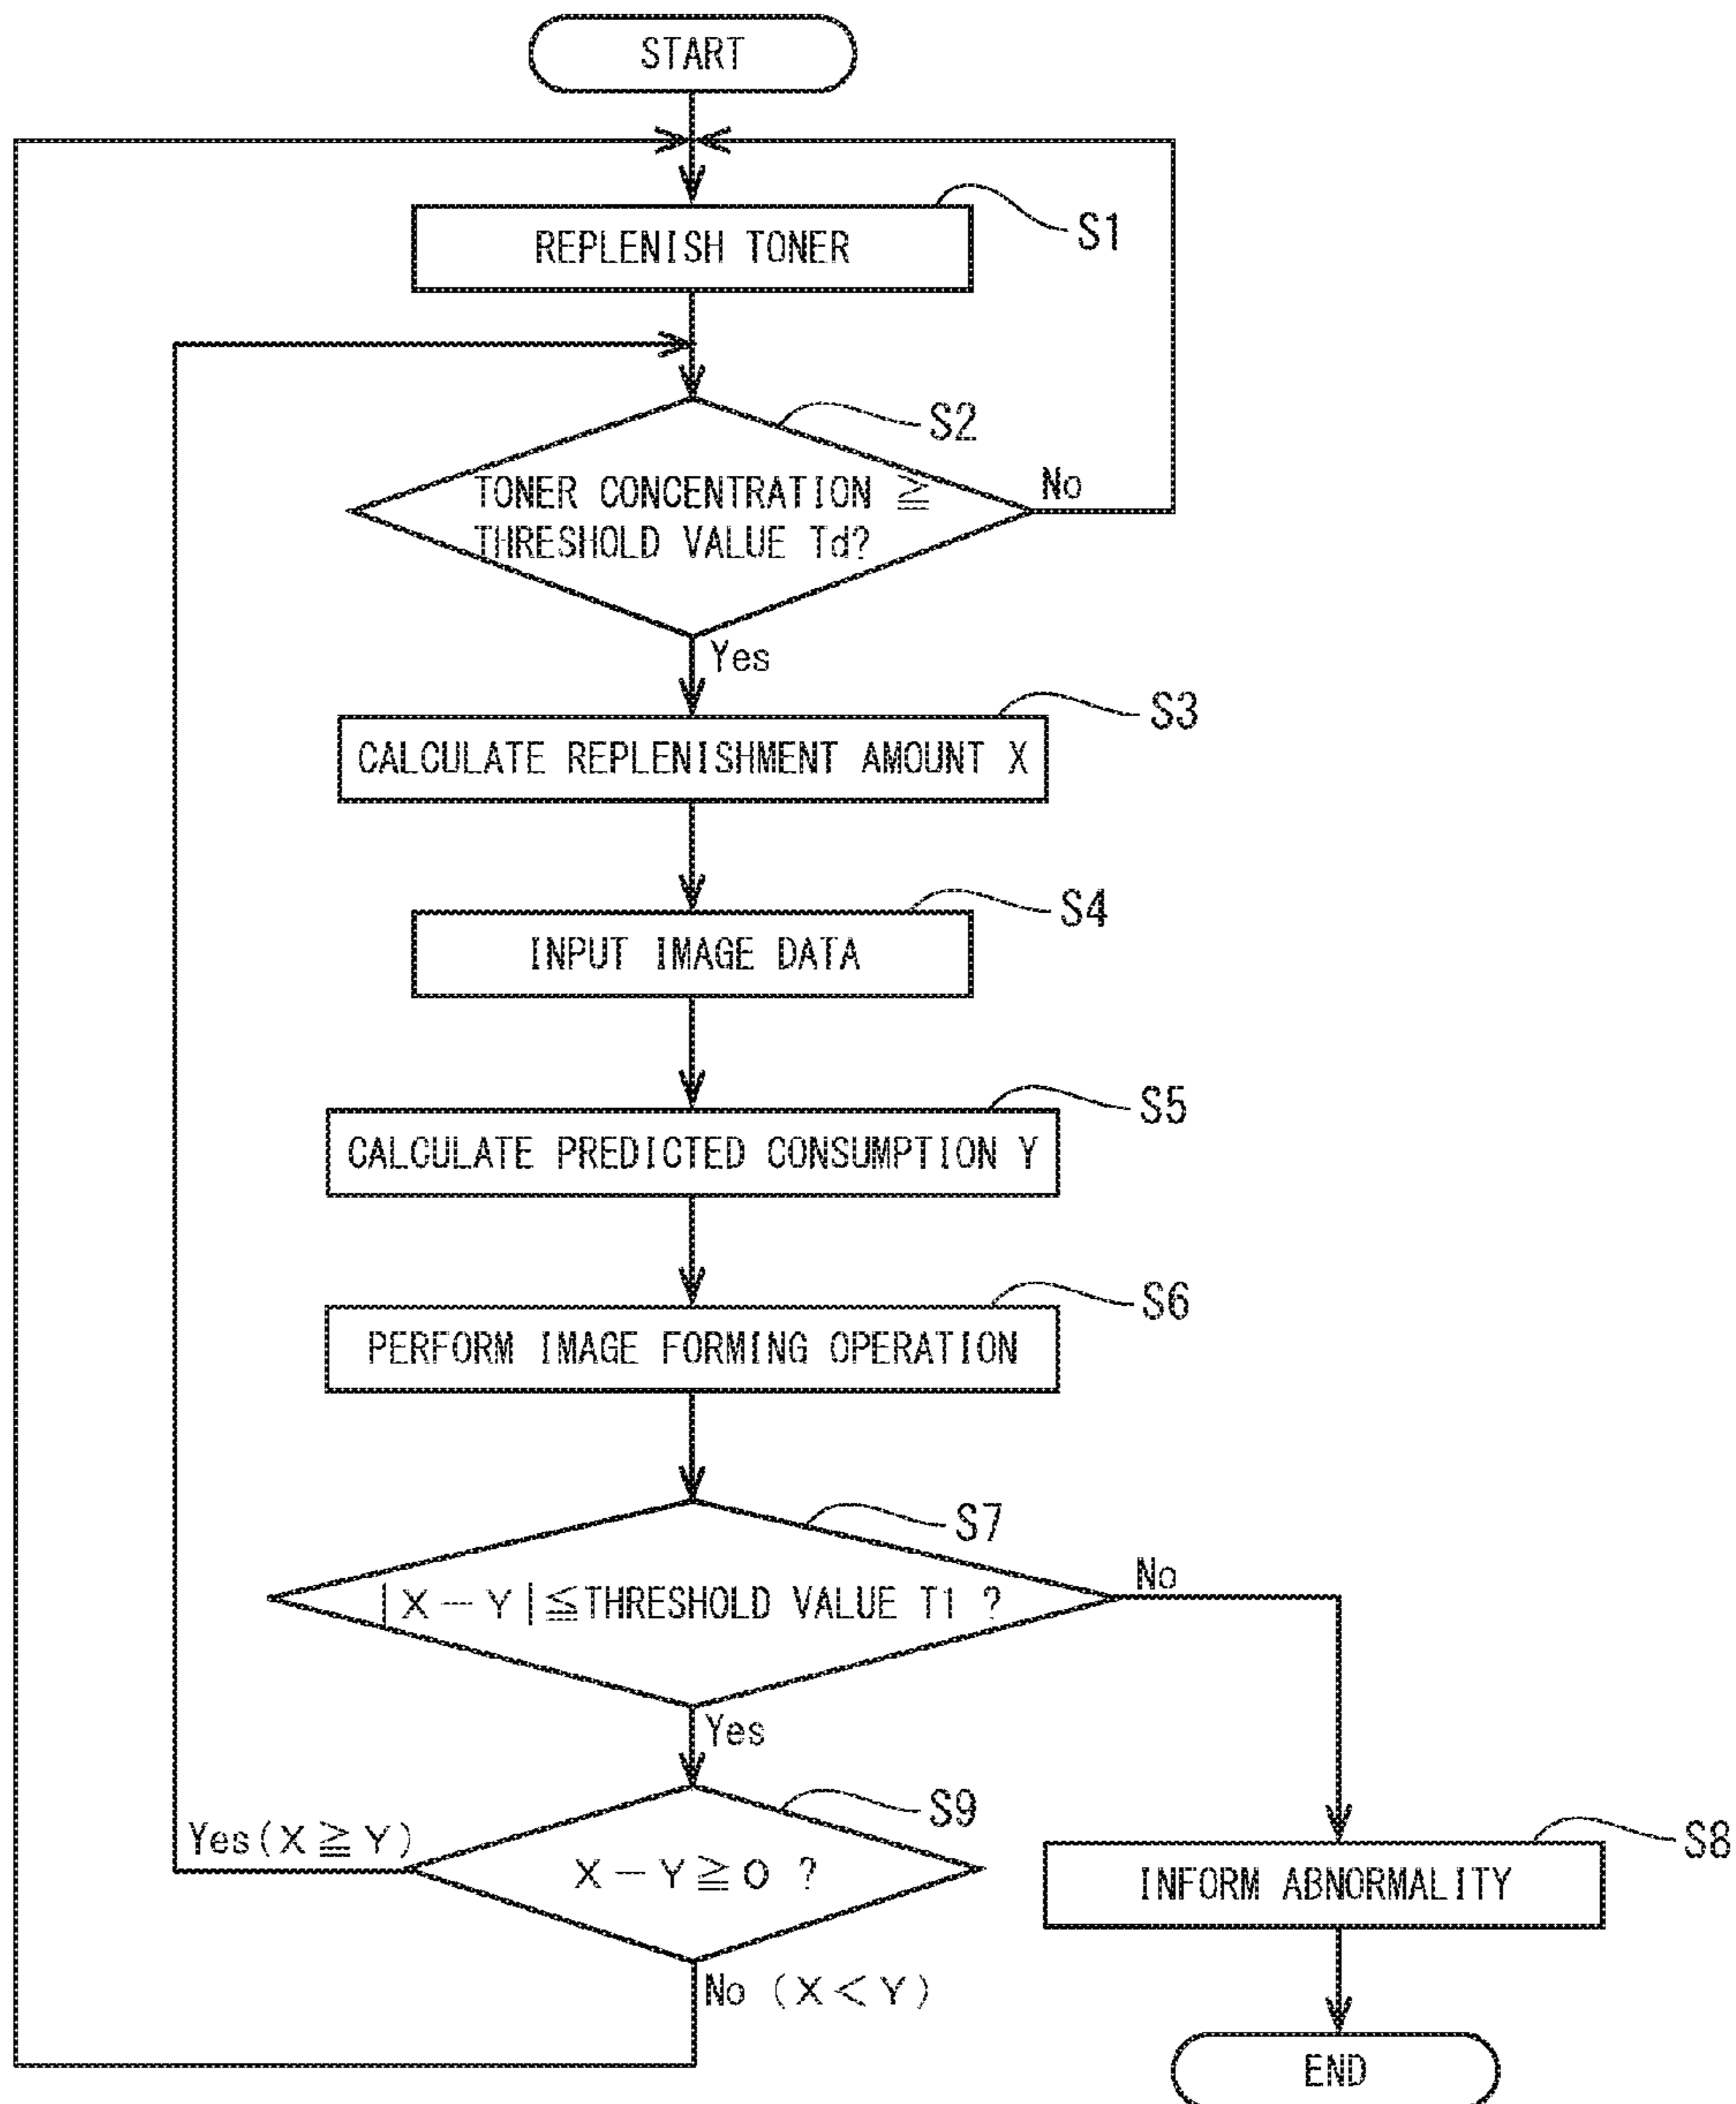 START
REPLENISH TONER
S1
S2
TONER CONCENTRATION ≧
THRESHOLD VALUE Td?
No
Yes
S3
CALCULATE REPLENISHMENT AMOUNT X
S4
INPUT IMAGE DATA
S5
CALCULATE PREDICTED CONSUMPTION Y
S6
PERFORM IMAGE FORMING OPERATION
S7
|X-Y|≦THRESHOLD VALUE T1 ?
No
Yes
S9
Yes(X≧Y)
X-Y≧0 ?
No (X<Y)
S8
INFORM ABNORMALITY
END